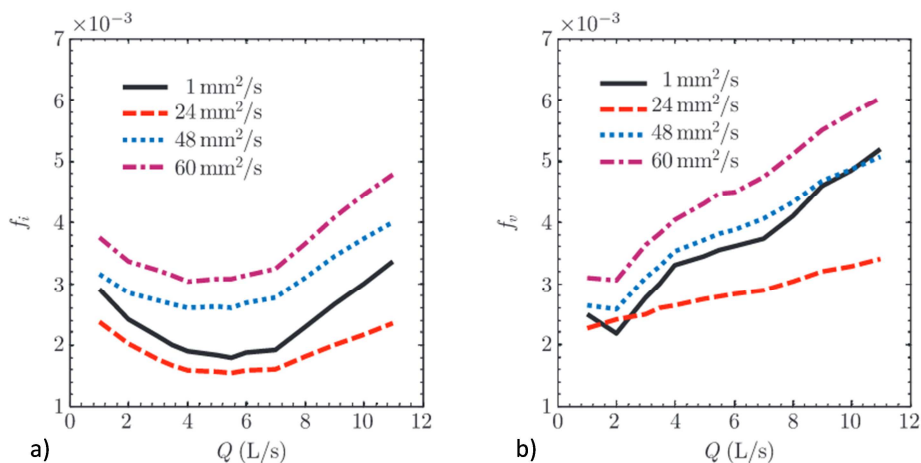 ×10⁻³
7
6
5
4
3
2
1
fᵢ
1 mm²/s
24 mm²/s
48 mm²/s
60 mm²/s
0 2 4 6 8 10 12
Q (L/s)
a)
×10⁻³
7
6
5
4
3
2
1
fᵥ
1 mm²/s
24 mm²/s
48 mm²/s
60 mm²/s
0 2 4 6 8 10 12
Q (L/s)
b)